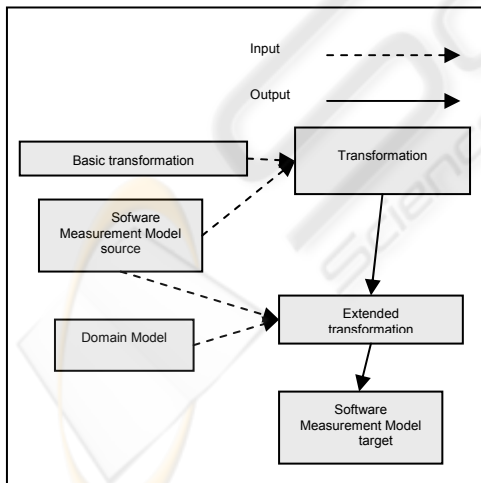 Input
Output
Basic transformation
Transformation
Sofware
Measurement Model
source
Extended
transformation
Domain Model
Software
Measurement Model
target